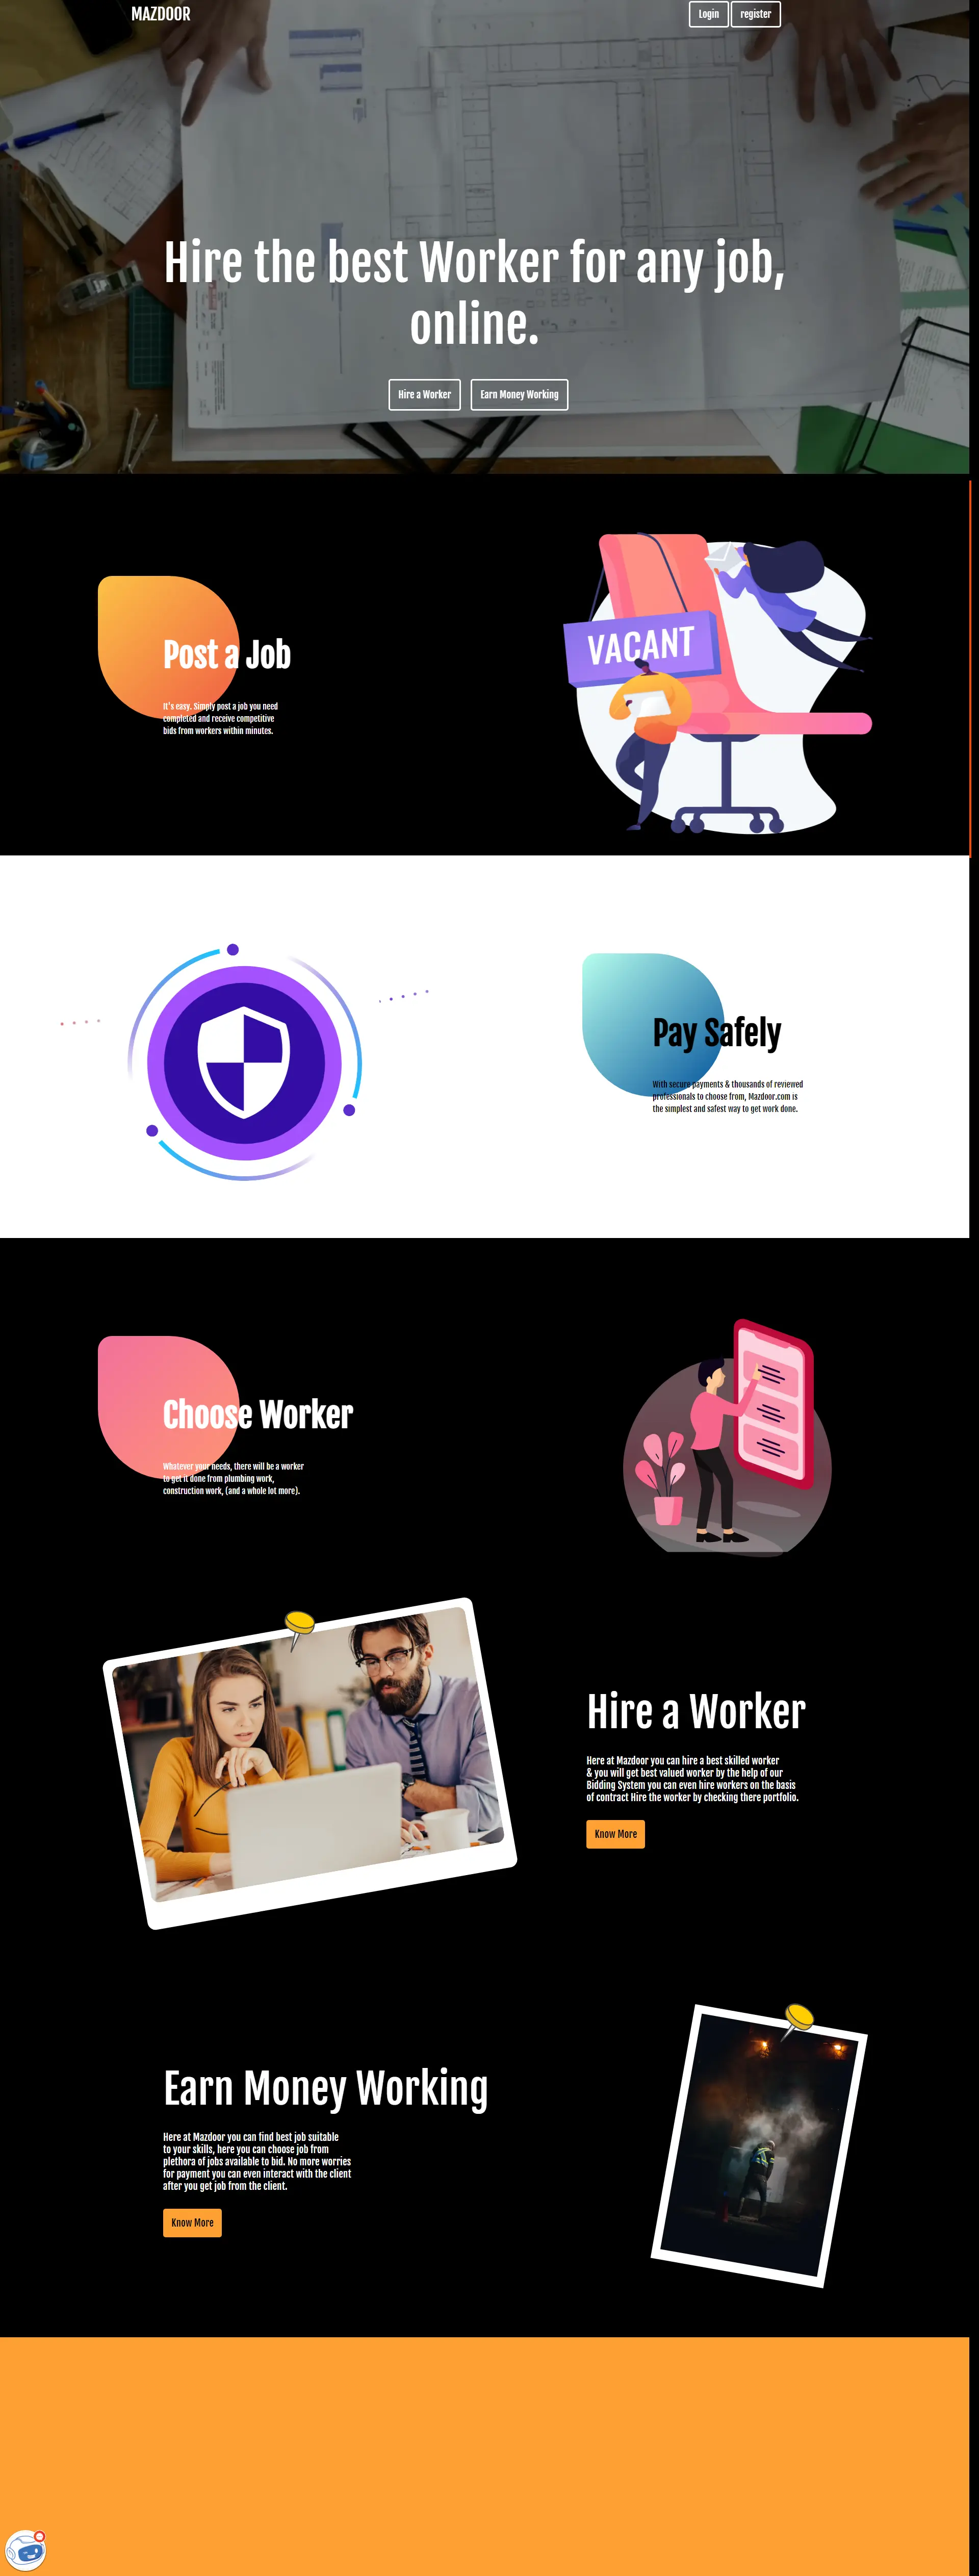 MAZDOOR
Login
register
Hire the best Worker for any job,
online.
Hire a Worker
Earn Money Working
Post a Job
It's easy. Simply post a job you need
completed and receive competitive
bids from workers within minutes.
VACANT
Pay Safely
With secure payments & thousands of reviewed
professionals to choose from, Mazdoor.com is
the simplest and safest way to get work done.
Choose Worker
Whatever your needs, there will be a worker
to get it done from plumbing work,
construction work, (and a whole lot more).
Hire a Worker
Here at Mazdoor you can hire a best skilled worker
& you will get best valued worker by the help of our
Bidding System you can even hire workers on the basis
of contract Hire the worker by checking there portfolio.
Know More
Earn Money Working
Here at Mazdoor you can find best job suitable
to your skills, here you can choose job from
plethora of jobs available to bid. No more worries
for payment you can even interact with the client
after you get job from the client.
Know More